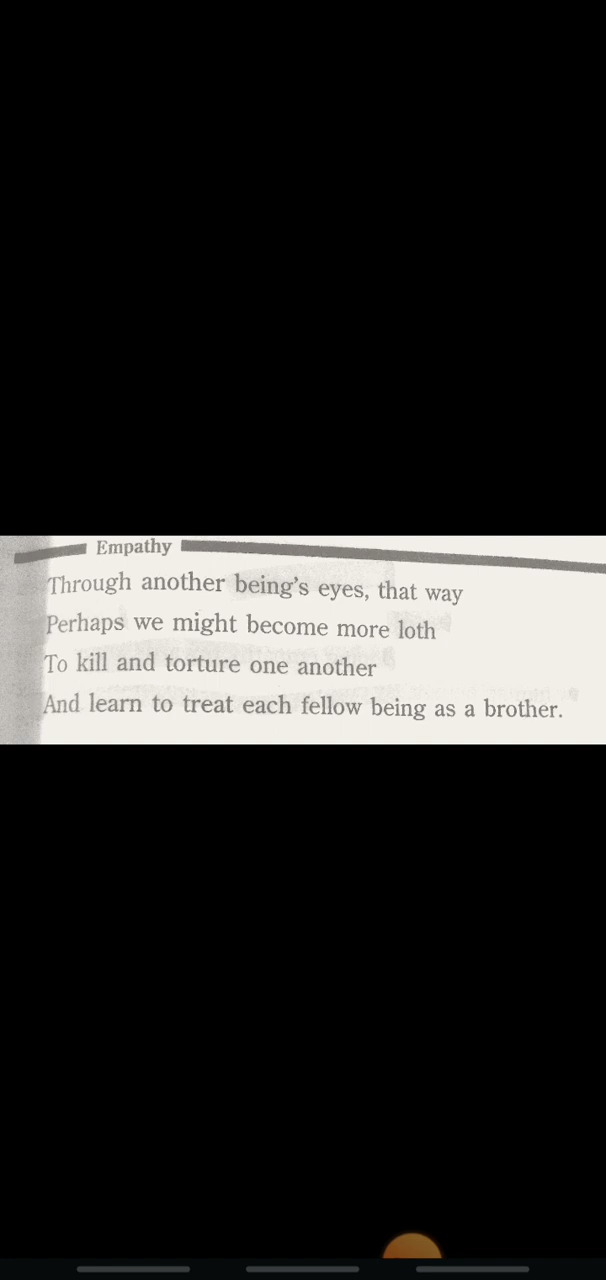 Empathy
Through another being's eyes, that way
Perhaps we might become more loth
To kill and torture one another
And learn to treat each fellow being as a brother.